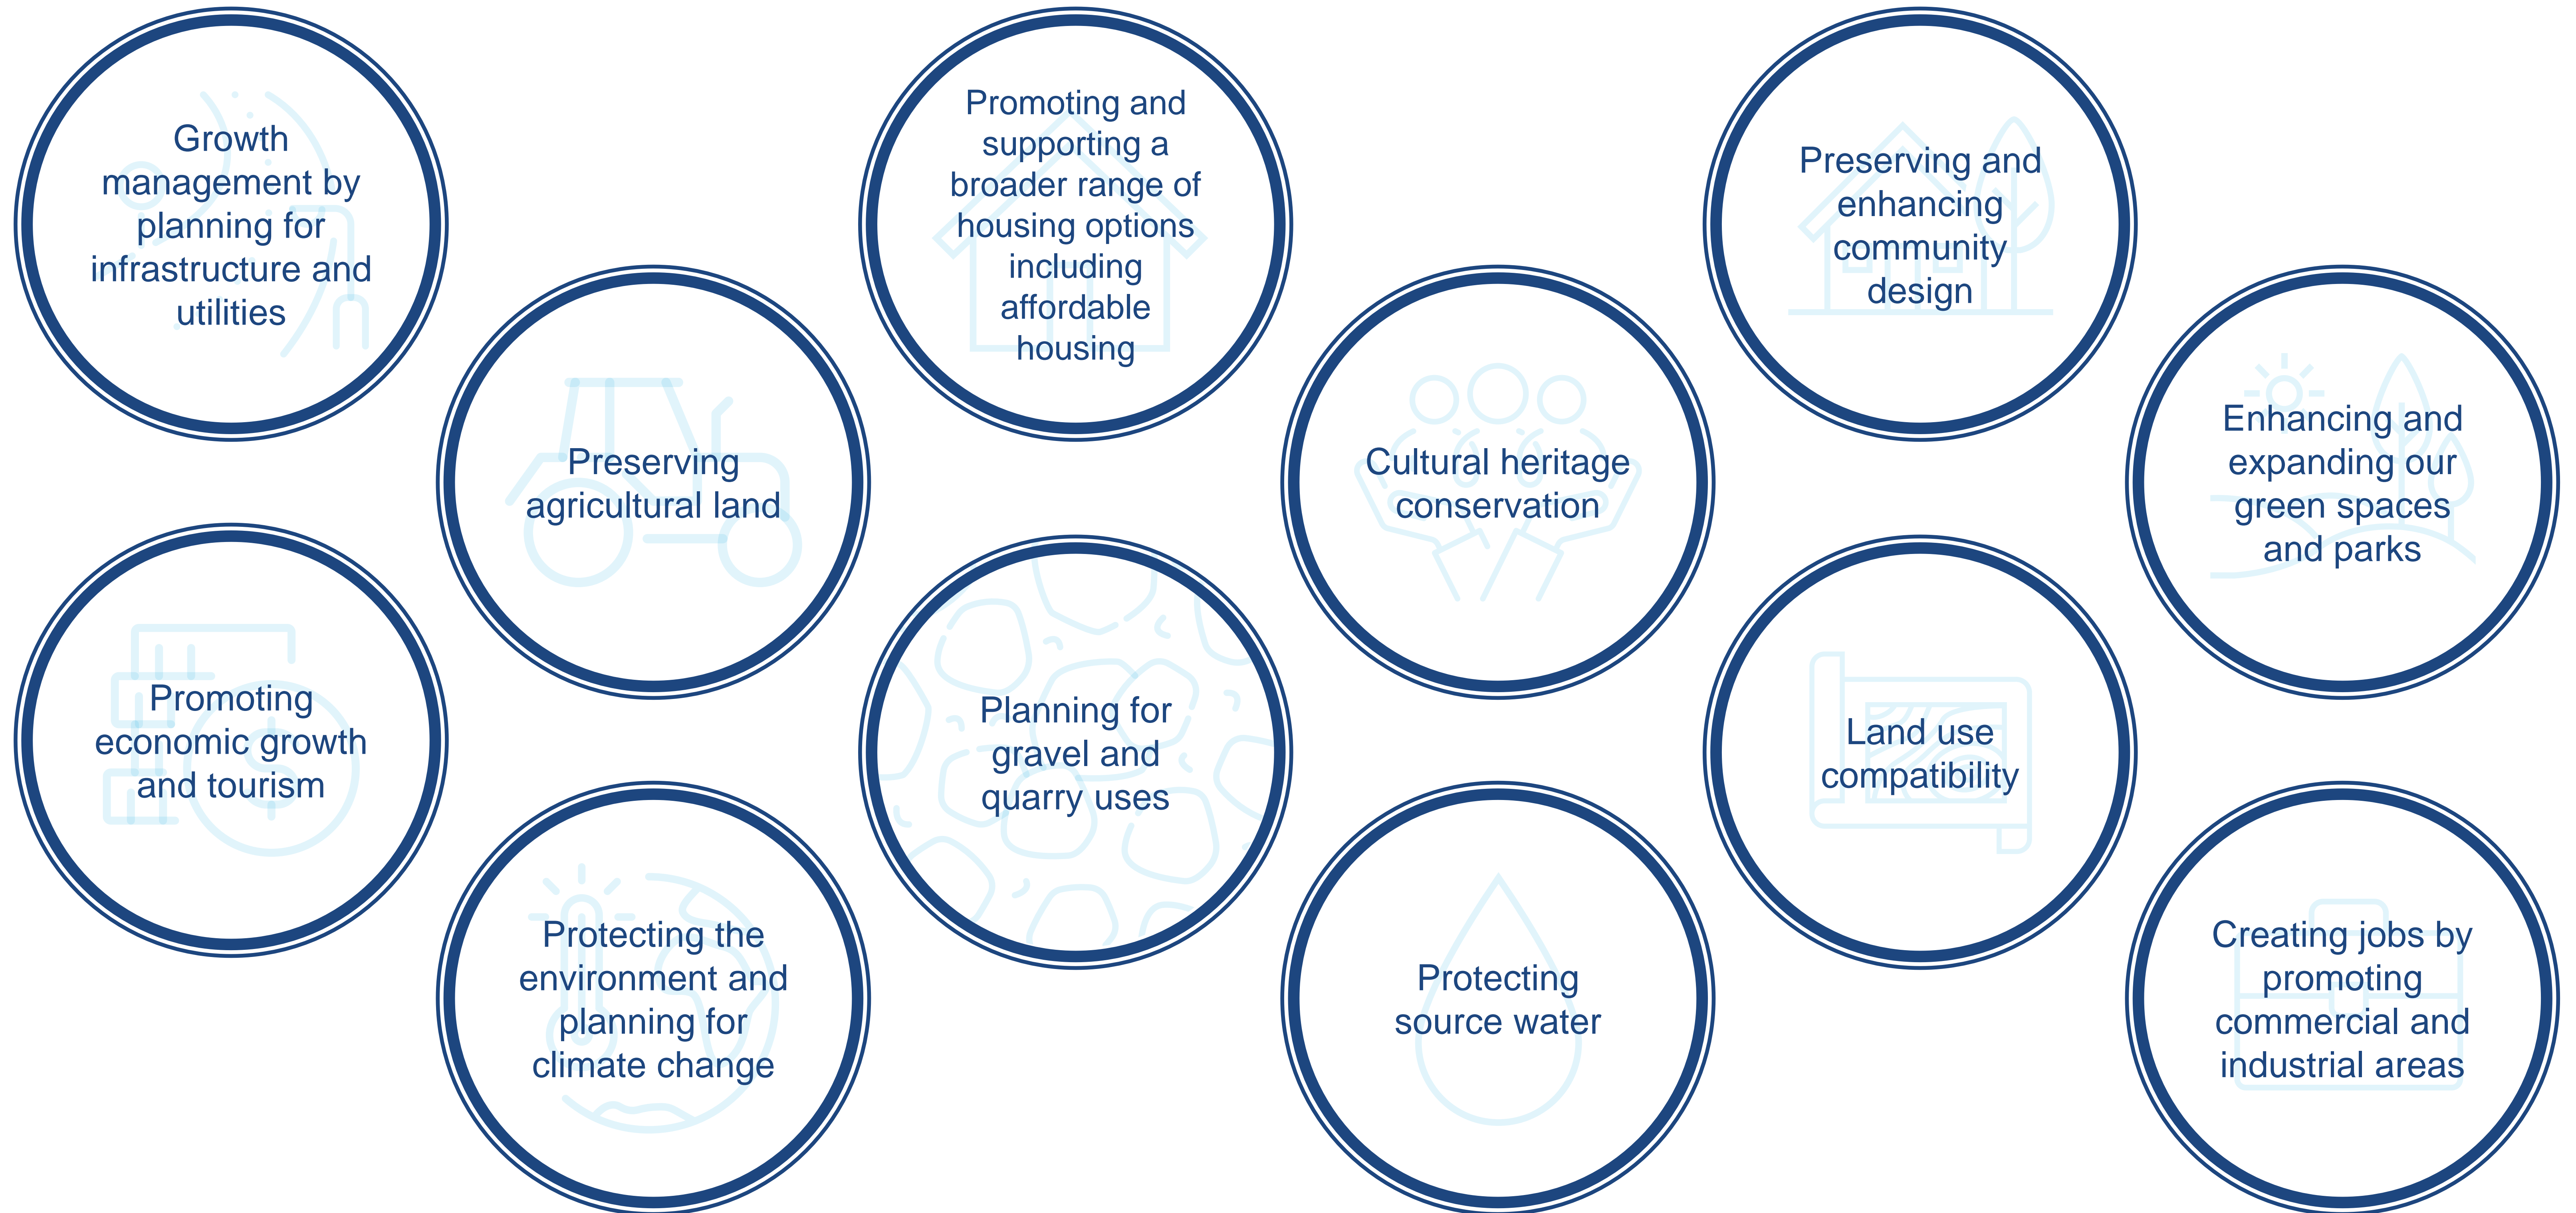 Growth
management by
planning for
infrastructure and
utilities
Promoting and
supporting a
broader range of
housing options
including
affordable
housing
Preserving and
enhancing
community
design
Preserving
agricultural land
Cultural heritage
conservation
Enhancing and
expanding our
green spaces
and parks
Promoting
economic growth
and tourism
Planning for
gravel and
quarry uses
Land use
compatibility
Protecting the
environment and
planning for
climate change
Protecting
source water
Creating jobs by
promoting
commercial and
industrial areas